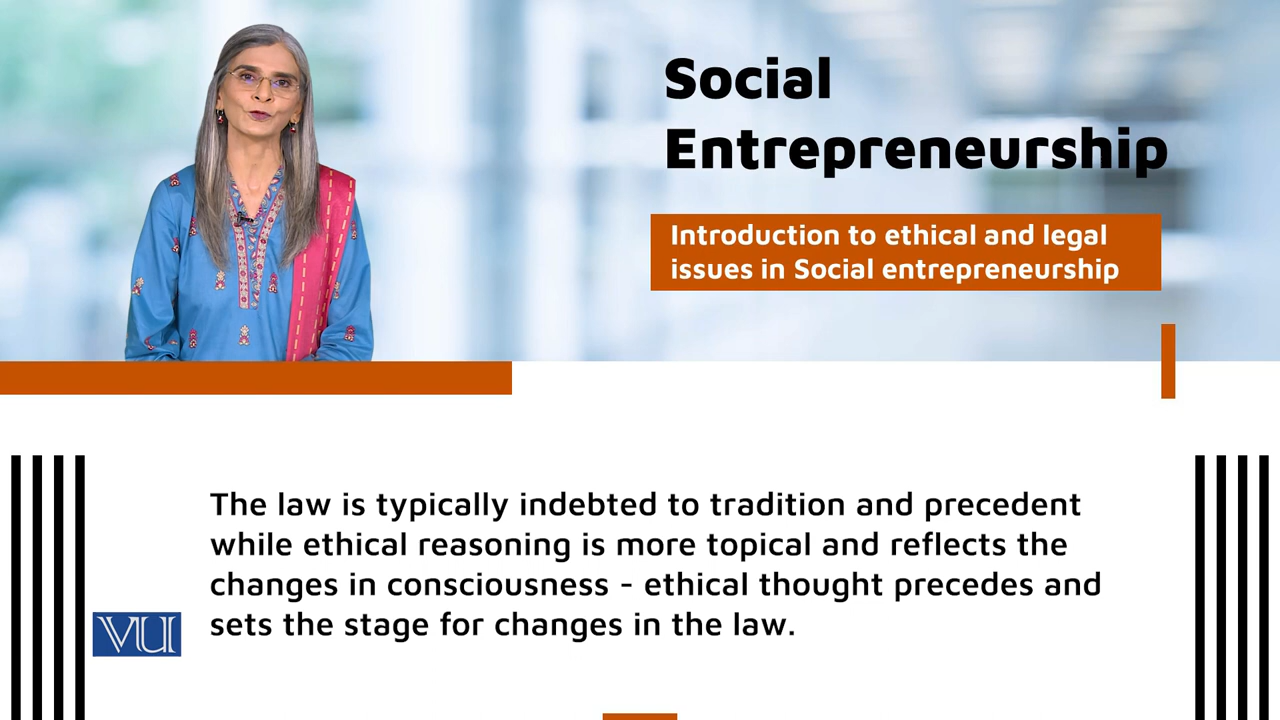 Social
Entrepreneurship
Introduction to ethical and legal
issues in Social entrepreneurship
The law is typically indebted to tradition and precedent
while ethical reasoning is more topical and reflects the
changes in consciousness - ethical thought precedes and
sets the stage for changes in the law.
VU